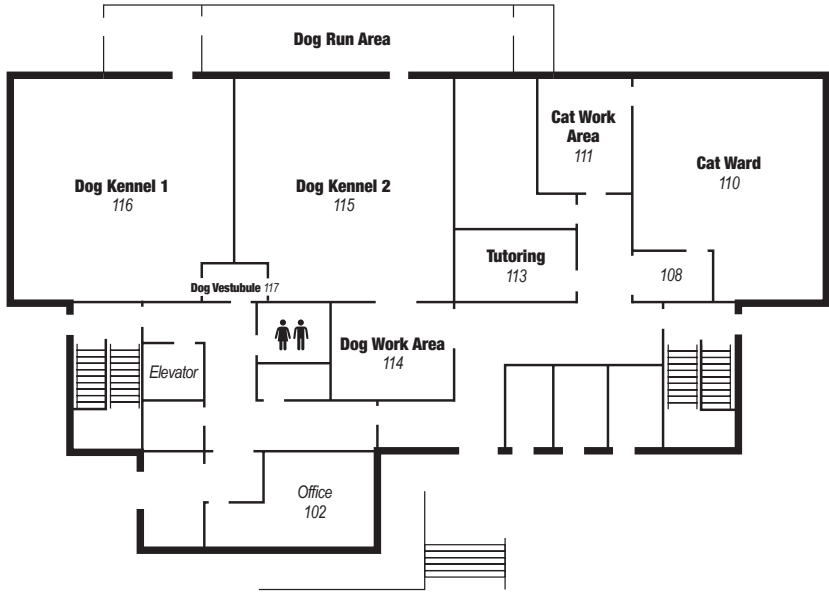 Dog Run Area
Cat Work
Area
111
Dog Kennel 1
116
Dog Kennel 2
115
Cat Ward
110
Tutoring
113
108
Dog Vestubule 117
Dog Work Area
114
Elevator
Office
102